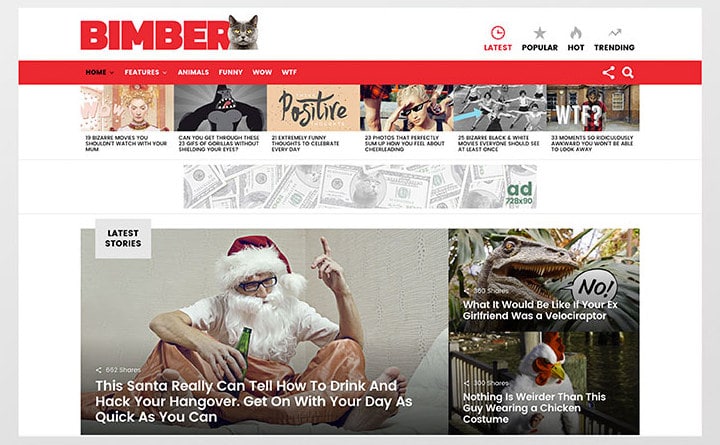 BIMBER
LATEST
POPULAR
HOT
TRENDING
HOME
FEATURES
ANIMALS
FUNNY
WOW
WTF
WOW
Positive
WTF?
19 BIZARRE MOVIES YOU
SHOULDN'T WATCH WITH YOUR
MUM
CAN YOU GET THROUGH THESE
23 GIFS OF GORILLAS WITHOUT
SHIELDING YOUR EYES?
21 EXTREMELY FUNNY
THOUGHTS TO CELEBRATE
EVERY DAY
23 PHOTOS THAT PERFECTLY
SUM UP HOW YOU FEEL ABOUT
CHEERLEADING
25 BIZARRE BLACK & WHITE
MOVIES EVERYONE SHOULD SEE
AT LEAST ONCE
33 MOMENTS SO RIDICULOUSLY
AWKWARD YOU WON'T BE ABLE
TO LOOK AWAY
ad
728x90
LATEST
STORIES
662 Shares
This Santa Really Can Tell How To Drink And
Hack Your Hangover. Get On With Your Day As
Quick As You Can
NO!
360 Shares
What It Would Be Like If Your Ex
Girlfriend Was a Velociraptor
300 Shares
Nothing Is Weirder Than This
Guy Wearing a Chicken
Costume